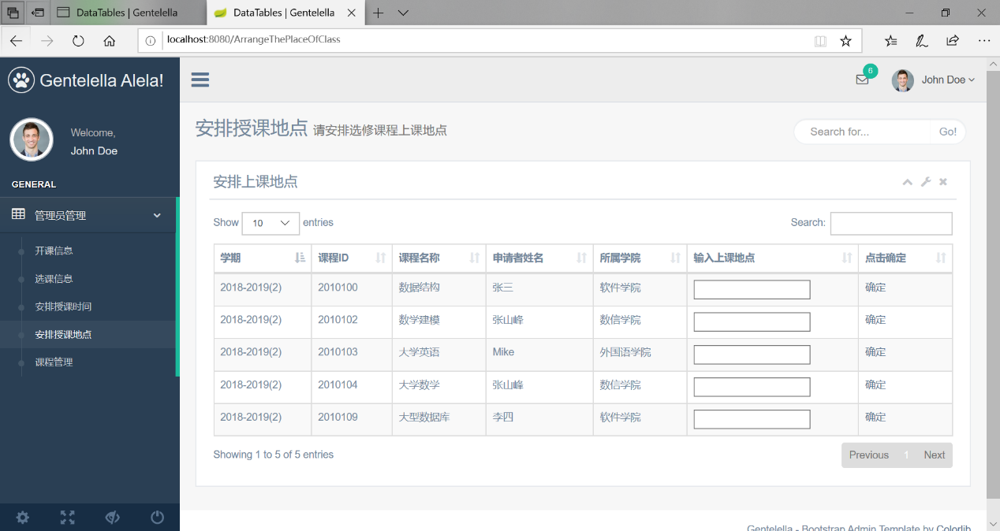 DataTables | Gentelella
DataTables | Gentelella
localhost:8080/ArrangeThePlaceOfClass
Gentelella Alela!
6
John Doe
Welcome,
John Doe
安排授课地点 请安排选修课程上课地点
Search for...
Go!
GENERAL
管理员管理
开课信息
选课信息
安排授课时间
安排授课地点
课程管理
安排上课地点
Show 10 entries
Search:
学期 课程ID 课程名称 申请者姓名 所属学院 输入上课地点 点击确定
2018-2019(2) 2010100 数据结构 张三 软件学院 确定
2018-2019(2) 2010102 数学建模 张山峰 数信学院 确定
2018-2019(2) 2010103 大学英语 Mike 外国语学院 确定
2018-2019(2) 2010104 大学数学 张山峰 数信学院 确定
2018-2019(2) 2010109 大型数据库 李四 软件学院 确定
Showing 1 to 5 of 5 entries
Previous 1 Next
Gentelella - Bootstrap Admin Template by Colorlib